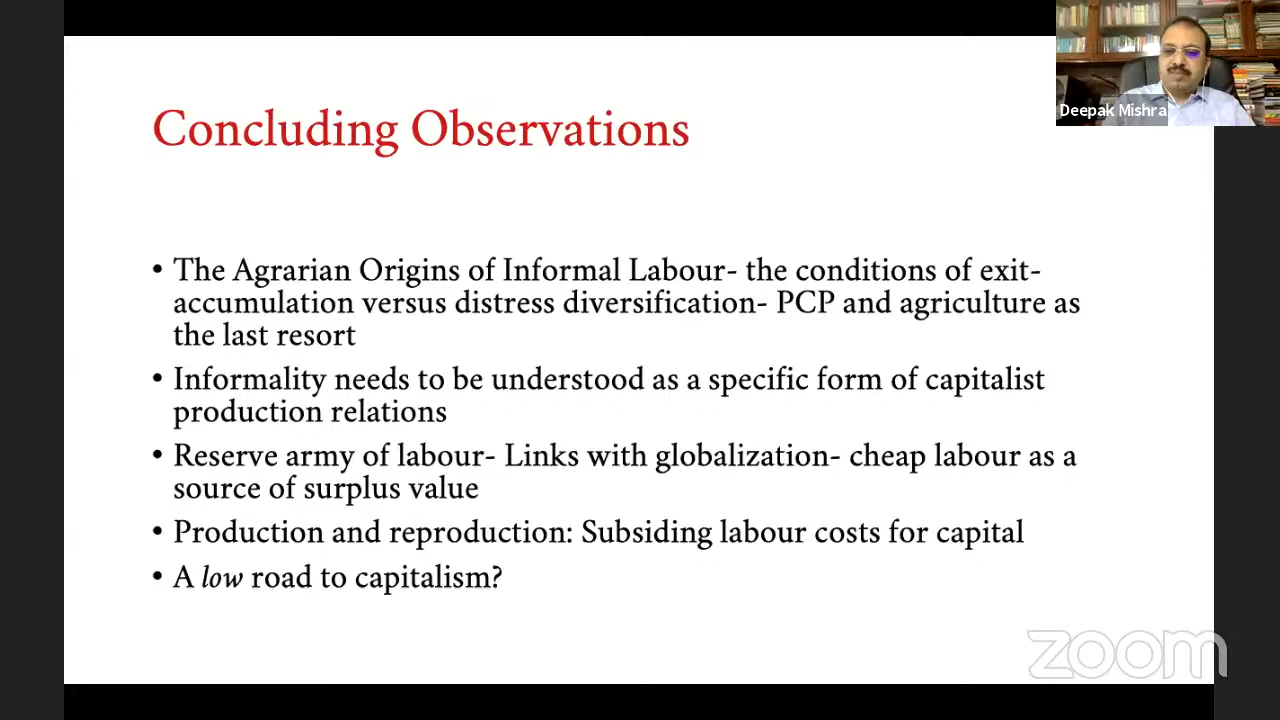 Deepak Mishra
Concluding Observations
• The Agrarian Origins of Informal Labour- the conditions of exit-
accumulation versus distress diversification- PCP and agriculture as
the last resort
• Informality needs to be understood as a specific form of capitalist
production relations
• Reserve army of labour- Links with globalization- cheap labour as a
source of surplus value
• Production and reproduction: Subsiding labour costs for capital
• A low road to capitalism?
zoom